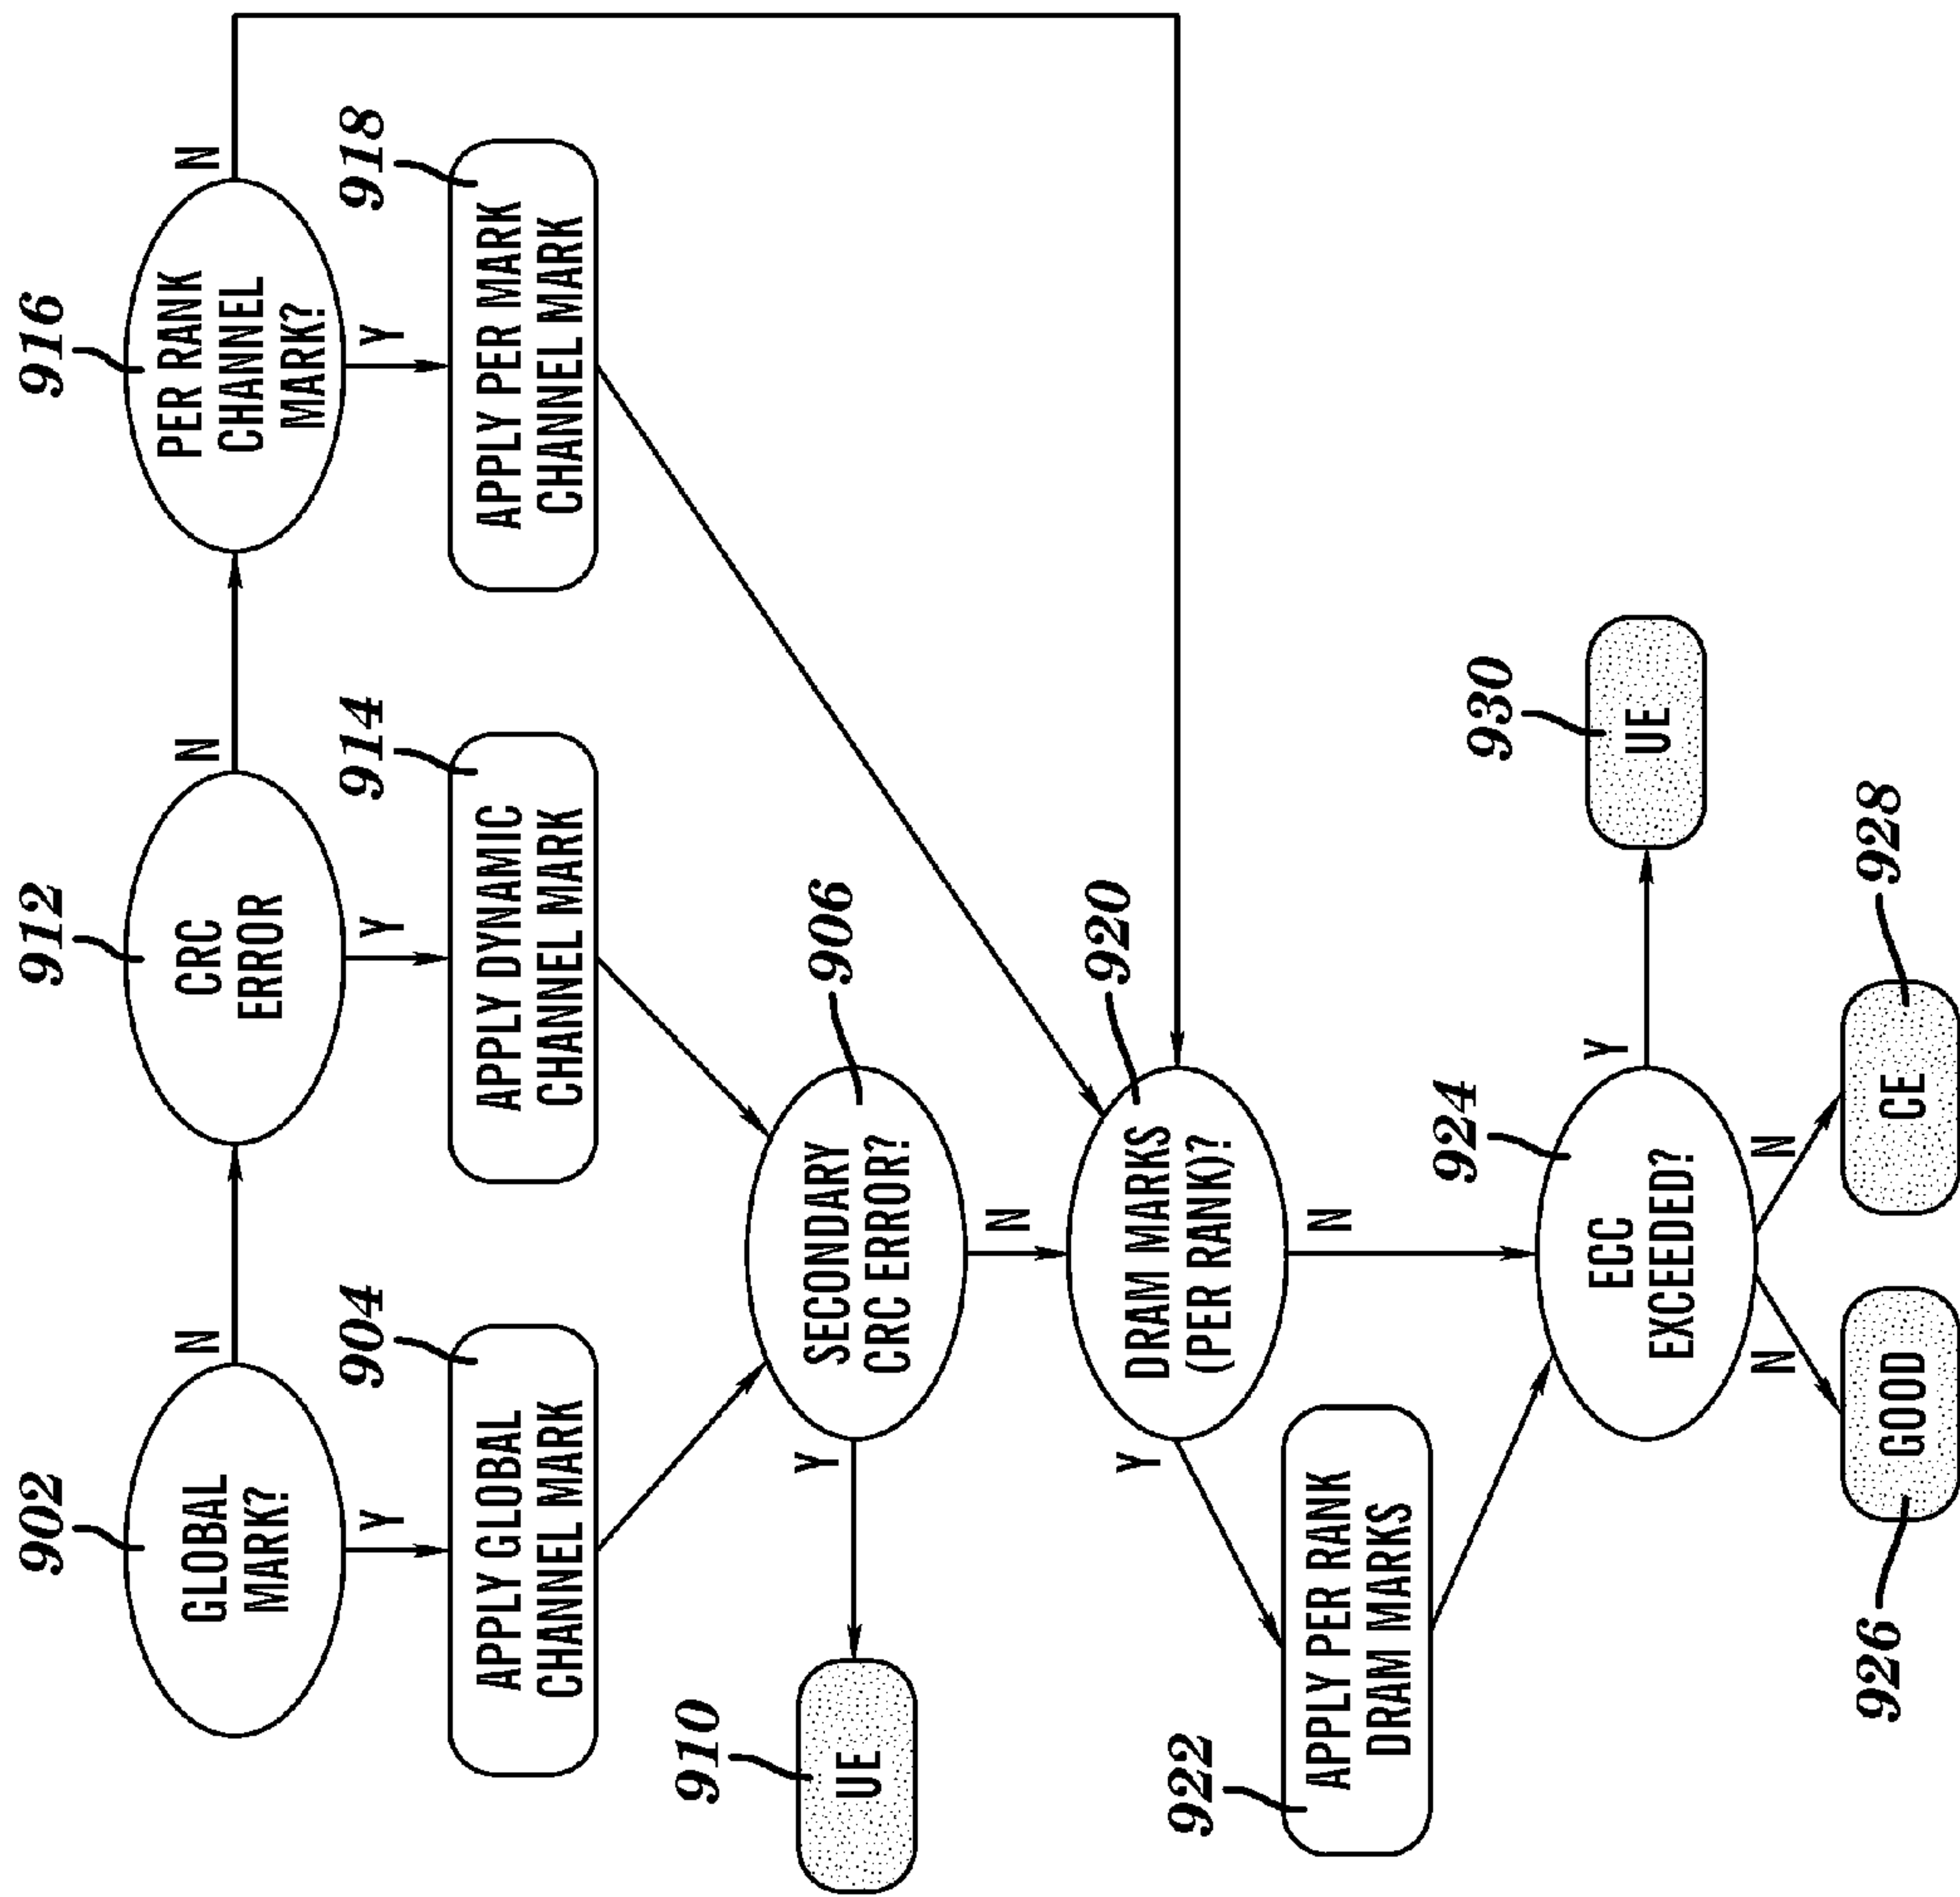 902
GLOBAL
MARK?
N
912
CRC
ERROR
N
916
PER RANK
CHANNEL
MARK?
N
Y
Y
Y
904
APPLY GLOBAL
CHANNEL MARK
914
APPLY DYNAMIC
CHANNEL MARK
918
APPLY PER MARK
CHANNEL MARK
906
SECONDARY
CRC ERROR?
Y
910
UE
N
920
DRAM MARKS
(PER RANK)?
Y
N
922
APPLY PER RANK
DRAM MARKS
924
ECC
EXCEEDED?
Y
930
UE
N
N
926
GOOD
928
CE